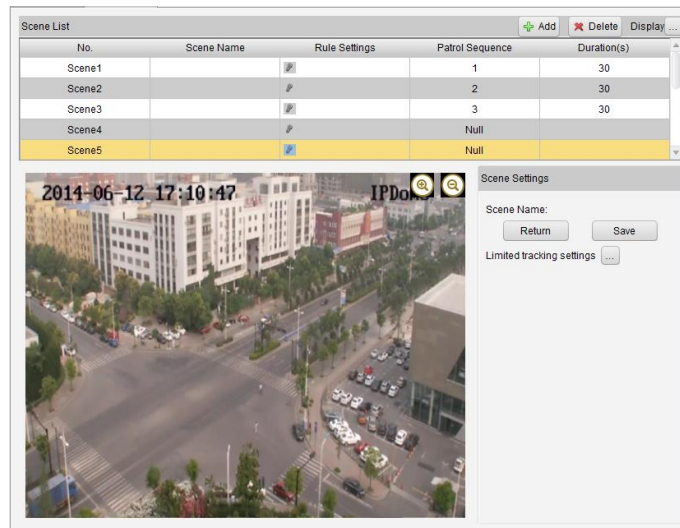 Scene List Add Delete Display ...
No. Scene Name Rule Settings Patrol Sequence Duration(s)
Scene1 1 30
Scene2 2 30
Scene3 3 30
Scene4 Null
Scene5 Null
2014-06-12 17:10:47
Scene Settings
Scene Name:
Return Save
Limited tracking settings ...